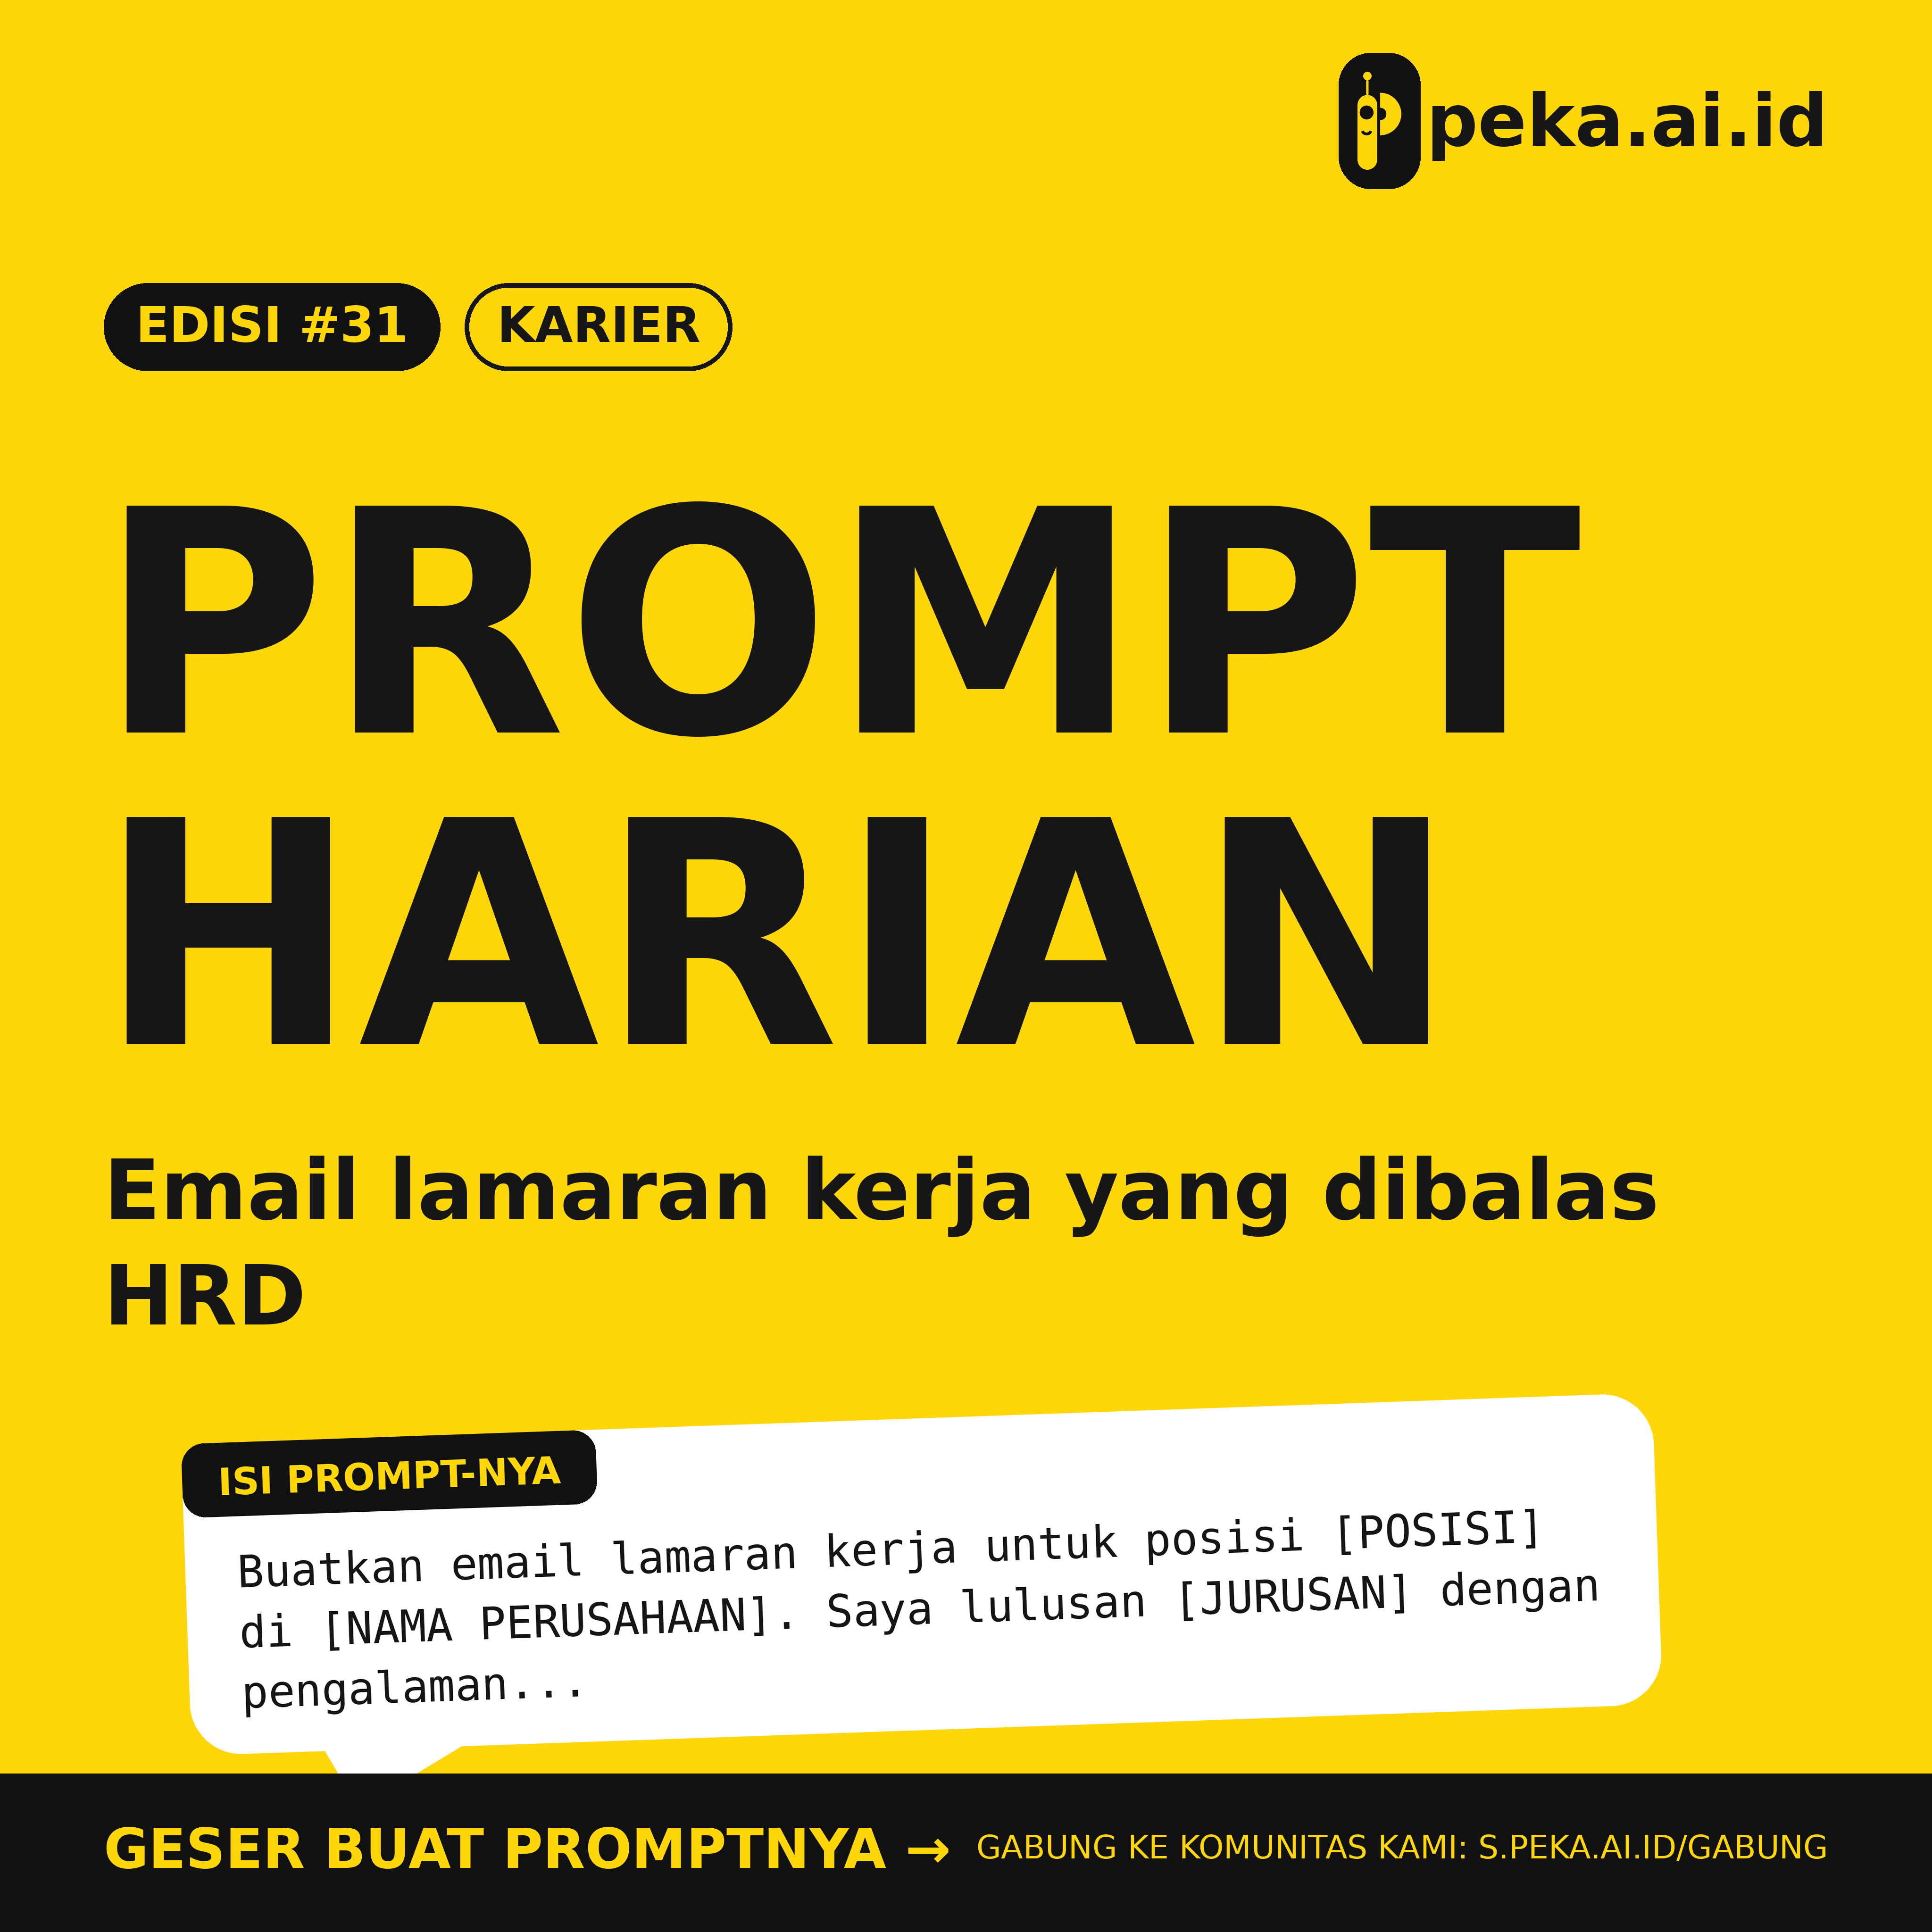 peka.ai.id
EDISI #31
KARIER
PROMPT
HARIAN
Email lamaran kerja yang dibalas
HRD
ISI PROMPT-NYA
Buatkan email lamaran kerja untuk posisi [POSISI]
di [NAMA PERUSAHAAN]. Saya lulusan [JURUSAN] dengan
pengalaman...
GESER BUAT PROMPTNYA → GABUNG KE KOMUNITAS KAMI: S.PEKA.AI.ID/GABUNG